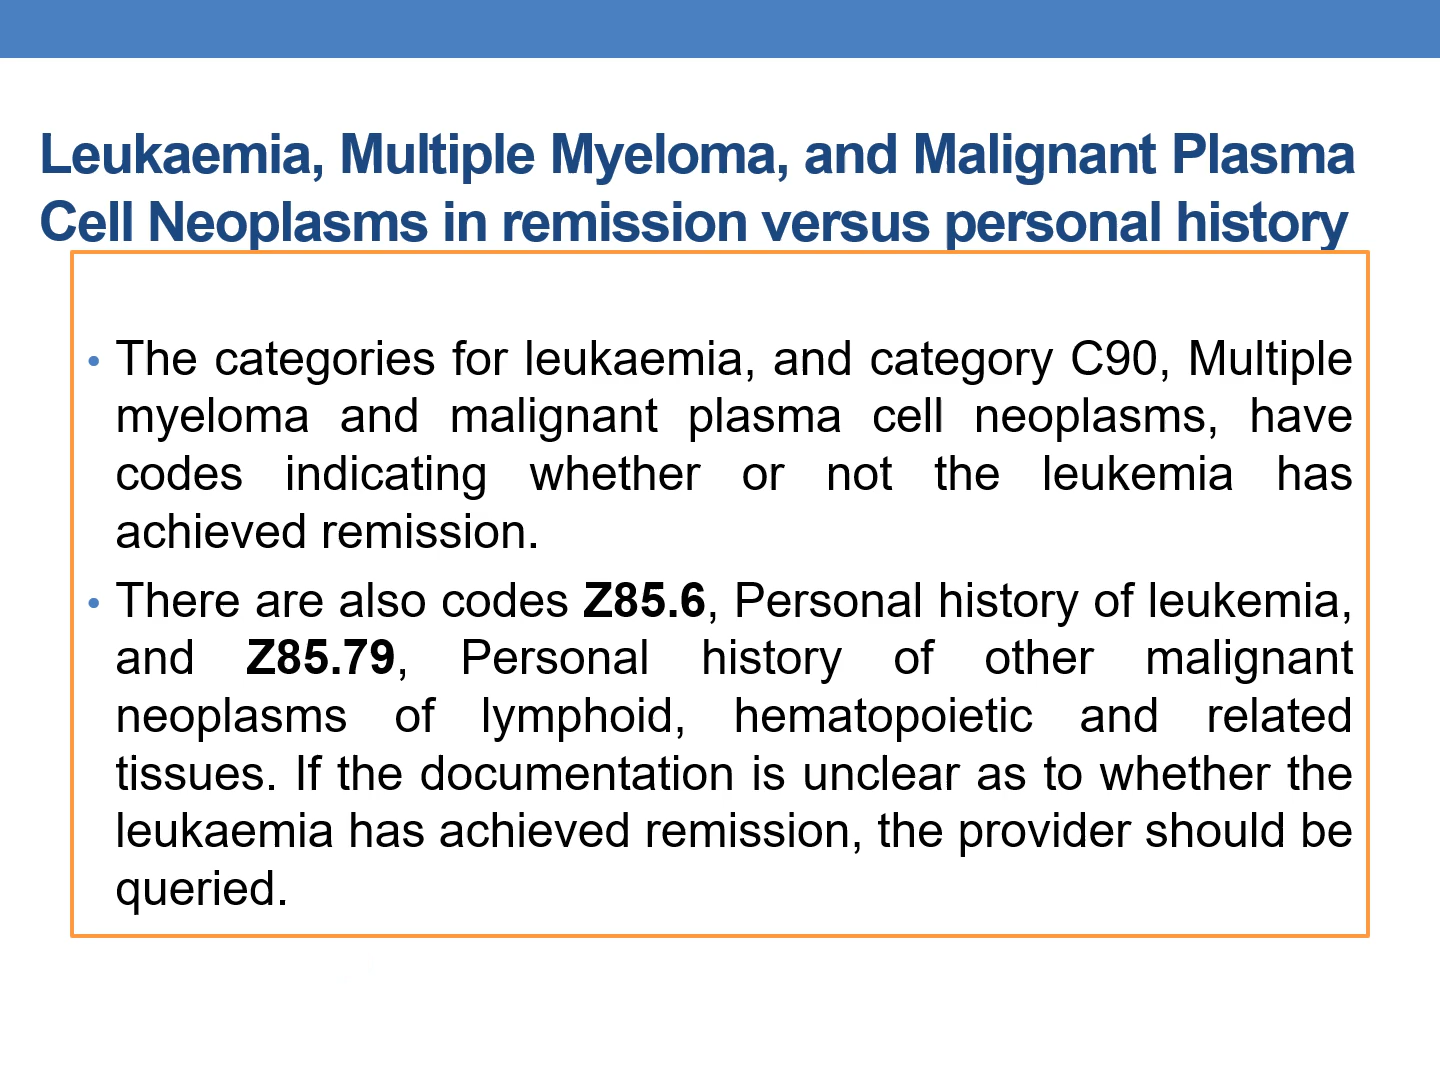 Leukaemia, Multiple Myeloma, and Malignant Plasma
Cell Neoplasms in remission versus personal history
• The categories for leukaemia, and category C90, Multiple
myeloma and malignant plasma cell neoplasms, have
codes indicating whether or not the leukemia has
achieved remission.
• There are also codes Z85.6, Personal history of leukemia,
and Z85.79, Personal history of other malignant
neoplasms of lymphoid, hematopoietic and related
tissues. If the documentation is unclear as to whether the
leukaemia has achieved remission, the provider should be
queried.